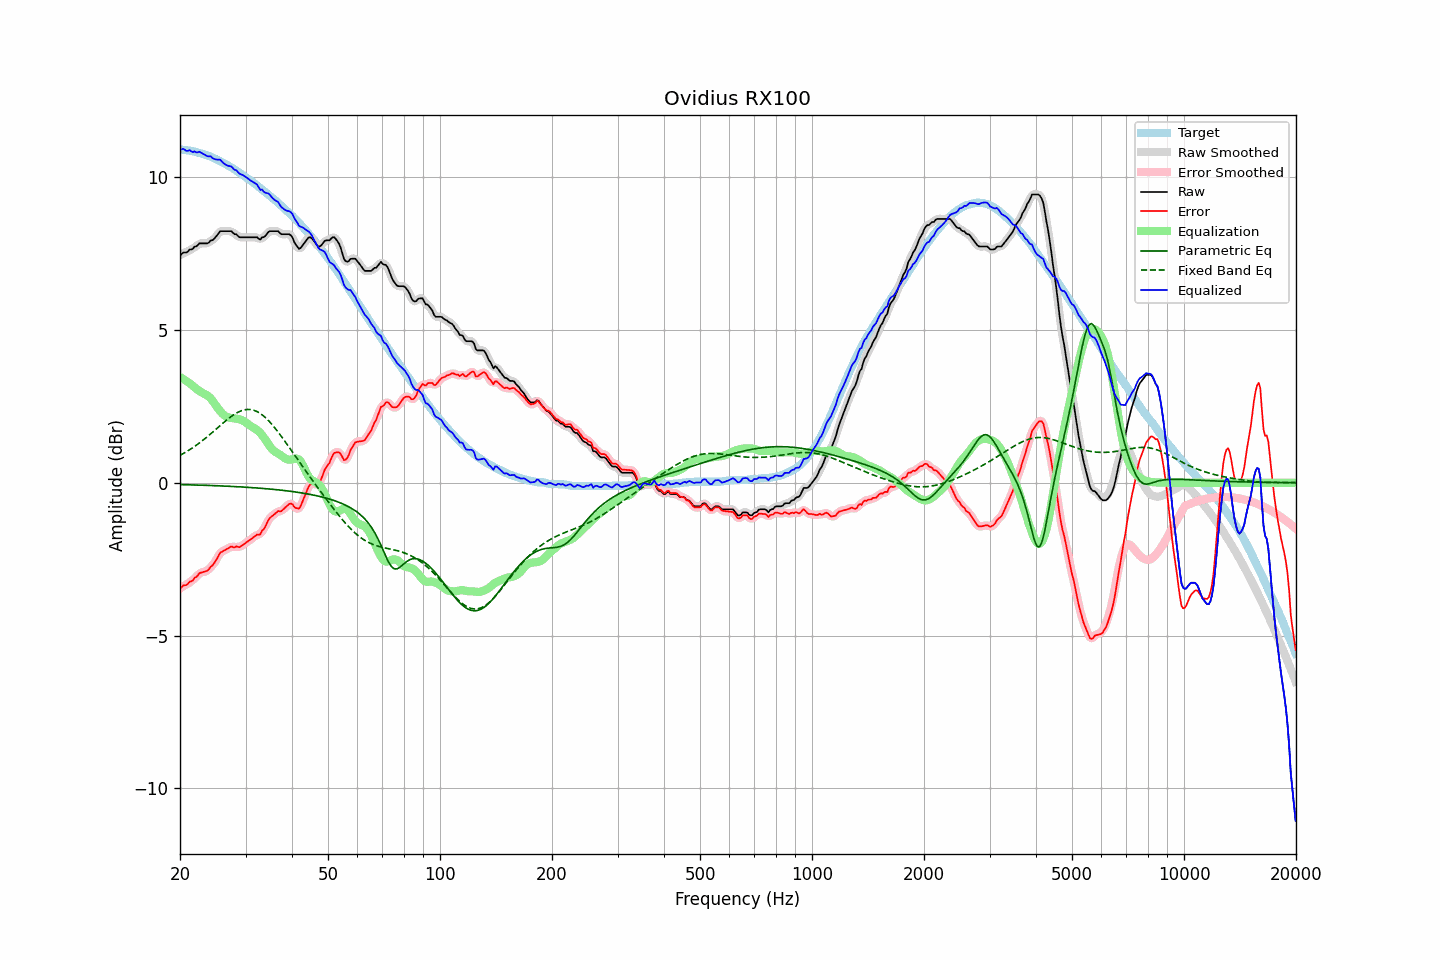 Ovidius RX100
Amplitude (dBr)
10
5
0
−5
−10
Target
Raw Smoothed
Error Smoothed
Raw
Error
Equalization
Parametric Eq
Fixed Band Eq
Equalized
20 50 100 200 500 1000 2000 5000 10000 20000
Frequency (Hz)